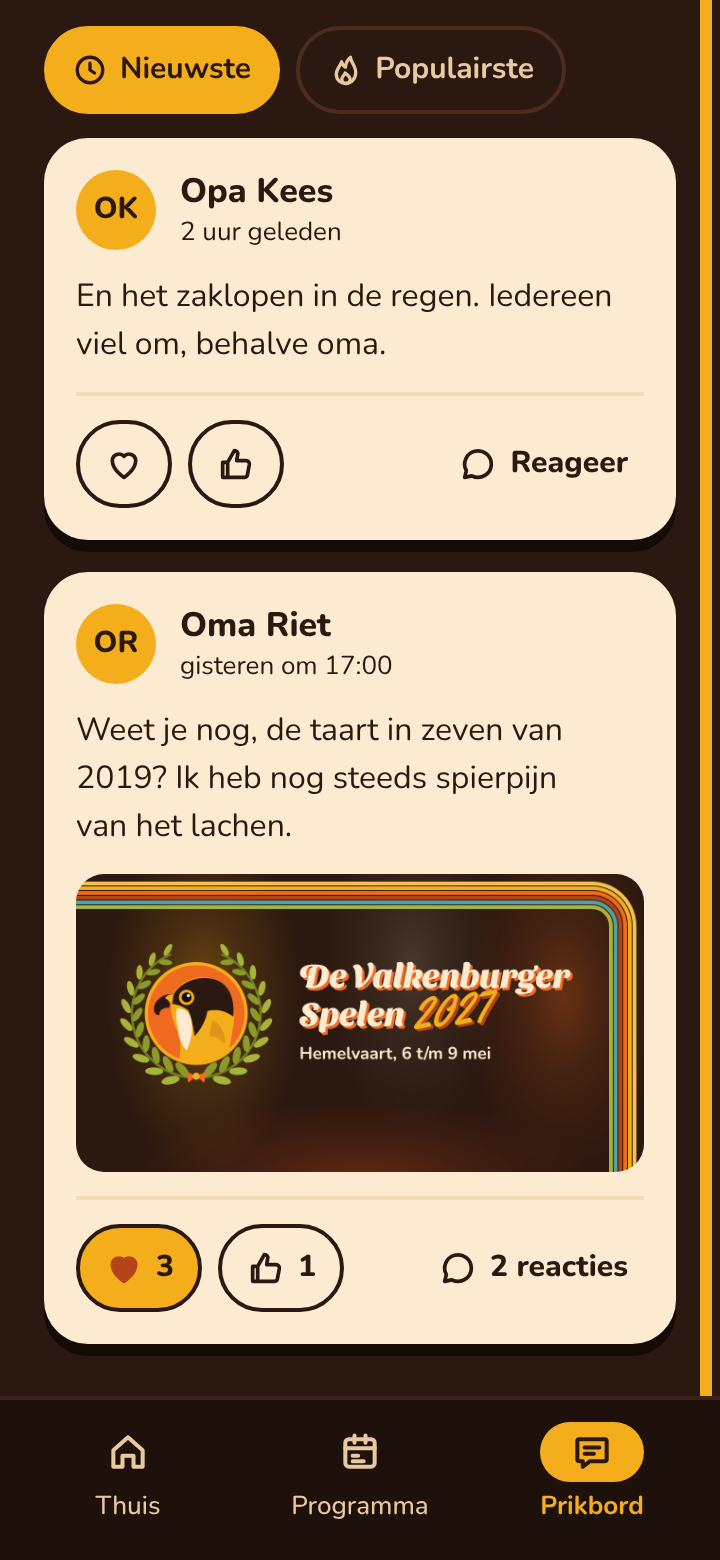 Nieuwste
Populairste
OK
Opa Kees
2 uur geleden
En het zaklopen in de regen. Iedereen
viel om, behalve oma.
Reageer
OR
Oma Riet
gisteren om 17:00
Weet je nog, de taart in zeven van
2019? Ik heb nog steeds spierpijn
van het lachen.
De Valkenburger
Spelen 2027
Hemelvaart, 6 t/m 9 mei
3
1
2 reacties
Thuis
Programma
Prikbord